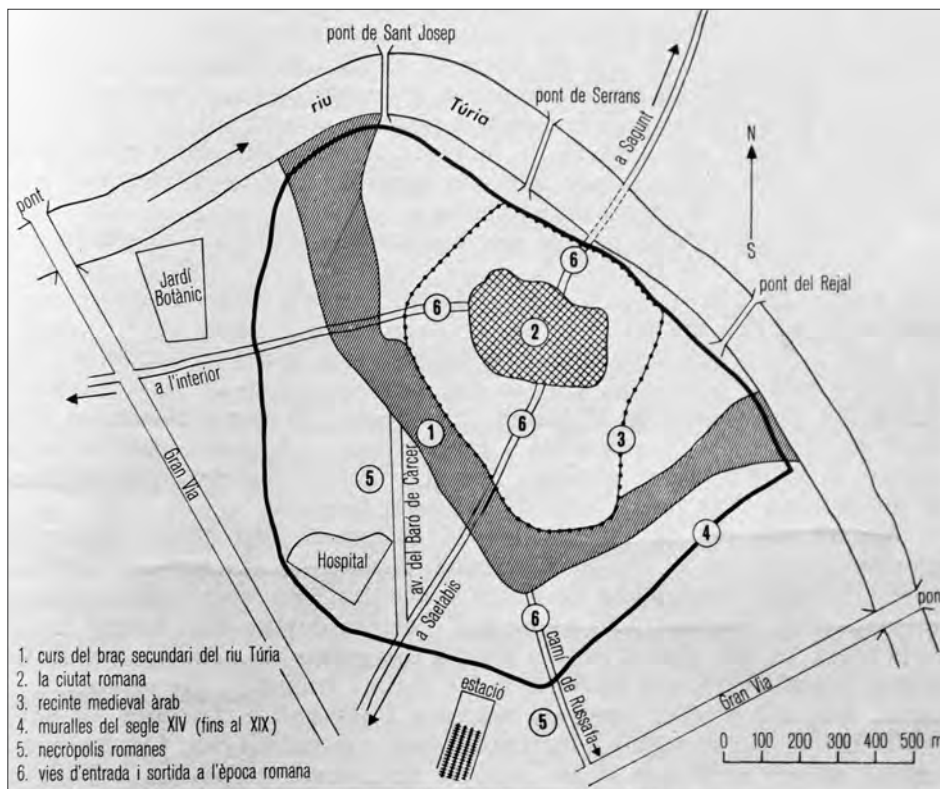 pont de Sant Josep
riu
Túria
pont de Serrans
a Sagunt
N
S
pont
Jardí
Botànic
pont del Rejal
6
6
2
a l'interior
6
1
3
Gran Via
5
av. del Baró de Càrcer
4
Hospital
a Saetabis
6
camí de Russafa
pont
estació
5
Gran Via
1. curs del braç secundari del riu Túria
2. la ciutat romana
3. recinte medieval àrab
4. muralles del segle XIV (fins al XIX)
5. necròpolis romanes
6. vies d'entrada i sortida a l'època romana
0 100 200 300 400 500 m